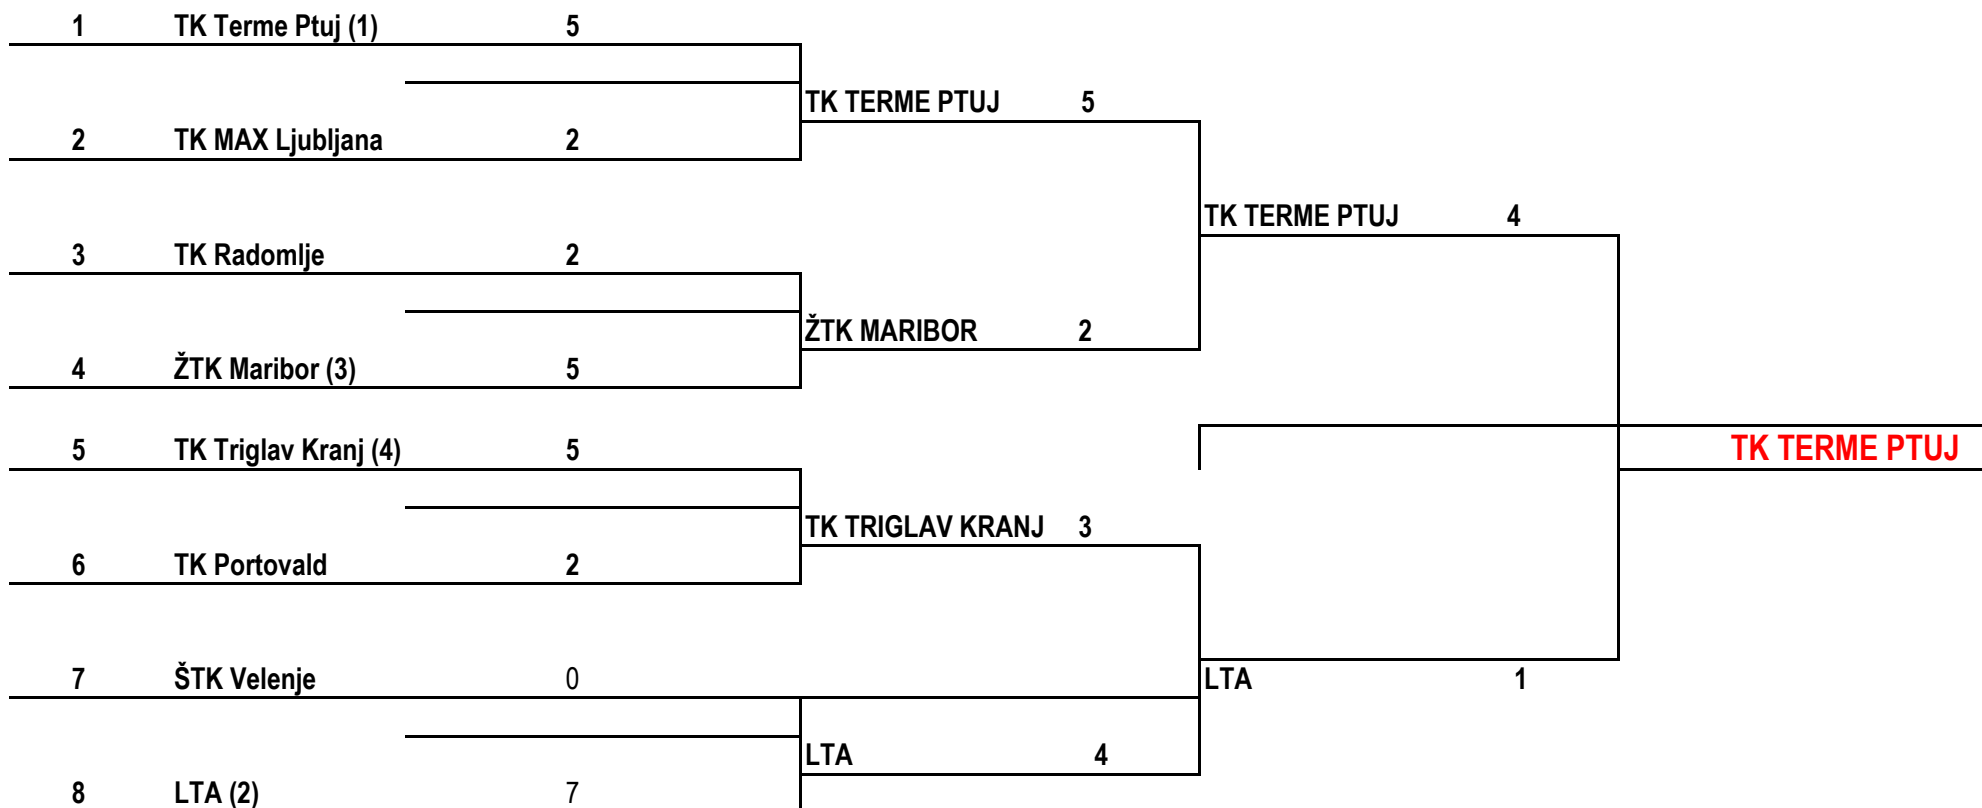 1 TK Terme Ptuj (1) 5
TK TERME PTUJ 5
2 TK MAX Ljubljana 2
TK TERME PTUJ 4
3 TK Radomlje 2
ŽTK MARIBOR 2
4 ŽTK Maribor (3) 5
5 TK Triglav Kranj (4) 5
TK TERME PTUJ
TK TRIGLAV KRANJ 3
6 TK Portovald 2
7 ŠTK Velenje 0
LTA 1
LTA 4
8 LTA (2) 7